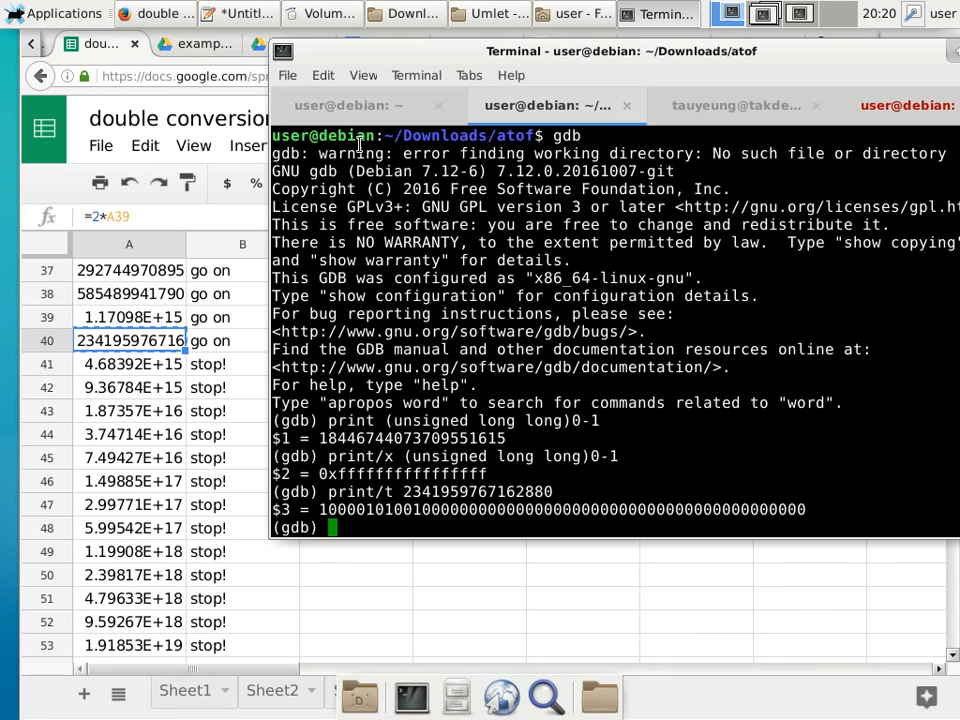 Applications
double ...
*Untitl...
Volum...
Downl...
Umlet -...
user - F...
Termin...
20:20
user
dou...
examp...
https://docs.google.com/spr
double conversion
File Edit View Inser
$ %
=2*A39
A B
37 292744970895 go on
38 585489941790 go on
39 1.17098E+15 go on
40 234195976716 go on
41 4.68392E+15 stop!
42 9.36784E+15 stop!
43 1.87357E+16 stop!
44 3.74714E+16 stop!
45 7.49427E+16 stop!
46 1.49885E+17 stop!
47 2.99771E+17 stop!
48 5.99542E+17 stop!
49 1.19908E+18 stop!
50 2.39817E+18 stop!
51 4.79633E+18 stop!
52 9.59267E+18 stop!
53 1.91853E+19 stop!
Sheet1 Sheet2
Terminal - user@debian: ~/Downloads/atof
File Edit View Terminal Tabs Help
user@debian: ~
user@debian: ~/...
tauyeung@takde...
user@debian:
user@debian:~/Downloads/atof$ gdb
gdb: warning: error finding working directory: No such file or directory
GNU gdb (Debian 7.12-6) 7.12.0.20161007-git
Copyright (C) 2016 Free Software Foundation, Inc.
License GPLv3+: GNU GPL version 3 or later <http://gnu.org/licenses/gpl.ht
This is free software: you are free to change and redistribute it.
There is NO WARRANTY, to the extent permitted by law.  Type "show copying"
and "show warranty" for details.
This GDB was configured as "x86_64-linux-gnu".
Type "show configuration" for configuration details.
For bug reporting instructions, please see:
<http://www.gnu.org/software/gdb/bugs/>.
Find the GDB manual and other documentation resources online at:
<http://www.gnu.org/software/gdb/documentation/>.
For help, type "help".
Type "apropos word" to search for commands related to "word".
(gdb) print (unsigned long long)0-1
$1 = 18446744073709551615
(gdb) print/x (unsigned long long)0-1
$2 = 0xffffffffffffffff
(gdb) print/t 2341959767162880
(gdb)